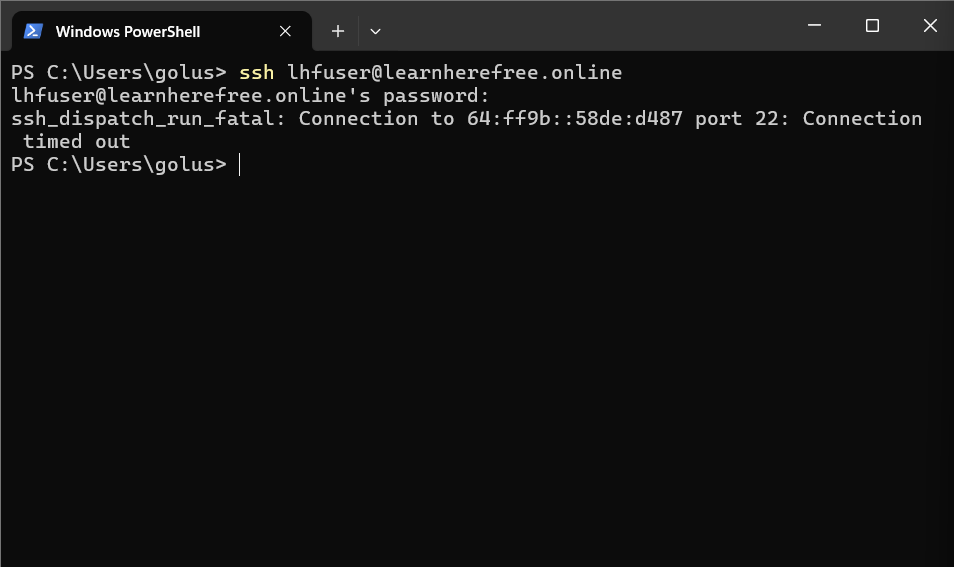 Windows PowerShell
PS C:\Users\golus> ssh lhfuser@learnherefree.online
lhfuser@learnherefree.online's password:
ssh_dispatch_run_fatal: Connection to 64:ff9b::58de:d487 port 22: Connection
 timed out
PS C:\Users\golus>